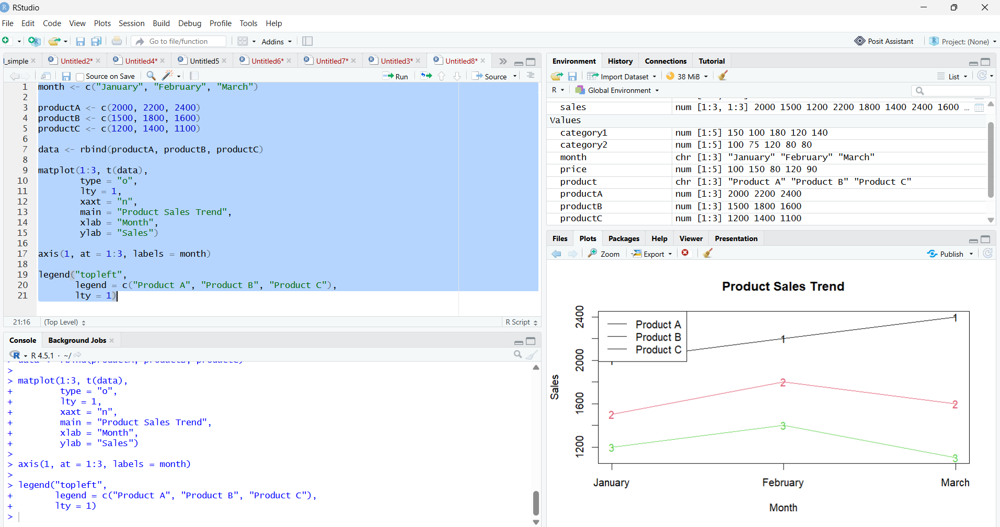 RStudio
File Edit Code View Plots Session Build Debug Profile Tools Help
Go to file/function Addins Posit Assistant Project: (None)
l_simple Untitled2* Untitled4* Untitled5 Untitled6* Untitled7* Untitled3* Untitled8*
Source on Save Run Source
1 month <- c("January", "February", "March")
2
3 productA <- c(2000, 2200, 2400)
4 productB <- c(1500, 1800, 1600)
5 productC <- c(1200, 1400, 1100)
6
7 data <- rbind(productA, productB, productC)
8
9 matplot(1:3, t(data),
10 type = "o",
11 lty = 1,
12 xaxt = "n",
13 main = "Product Sales Trend",
14 xlab = "Month",
15 ylab = "Sales")
16
17 axis(1, at = 1:3, labels = month)
18
19 legend("topleft",
20 legend = c("Product A", "Product B", "Product C"),
21 lty = 1)
21:16 (Top Level) R Script
Console Background Jobs
R 4.5.1 · ~/
>
> matplot(1:3, t(data),
+ type = "o",
+ lty = 1,
+ xaxt = "n",
+ main = "Product Sales Trend",
+ xlab = "Month",
+ ylab = "Sales")
>
> axis(1, at = 1:3, labels = month)
>
> legend("topleft",
+ legend = c("Product A", "Product B", "Product C"),
+ lty = 1)
>
Environment History Connections Tutorial
Import Dataset 38 MiB List
R Global Environment
sales num [1:3, 1:3] 2000 1500 1200 2200 1800 1400 2400 1600 …
Values
category1 num [1:5] 150 100 180 120 140
category2 num [1:5] 100 75 120 80 80
month chr [1:3] "January" "February" "March"
price num [1:5] 100 150 80 120 90
product chr [1:3] "Product A" "Product B" "Product C"
productA num [1:3] 2000 2200 2400
productB num [1:3] 1500 1800 1600
productC num [1:3] 1200 1400 1100
Files Plots Packages Help Viewer Presentation
Zoom Export Publish
Product Sales Trend
Product A
Product B
Product C
1 1
2 2 2
3 3 3
Sales
2400
2000
1600
1200
January February March
Month